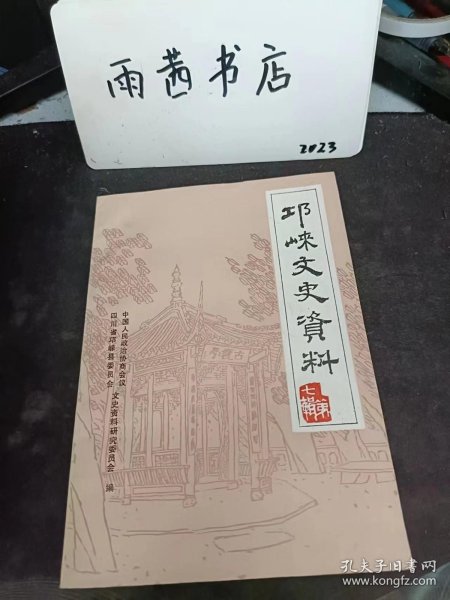 雨茜书店
2023
邛崃文史資料
第七辑
中国人民政治协商会议
四川省邛崃县委员会 文史资料研究委员会 编
孔夫子旧书网
www.kongfz.com